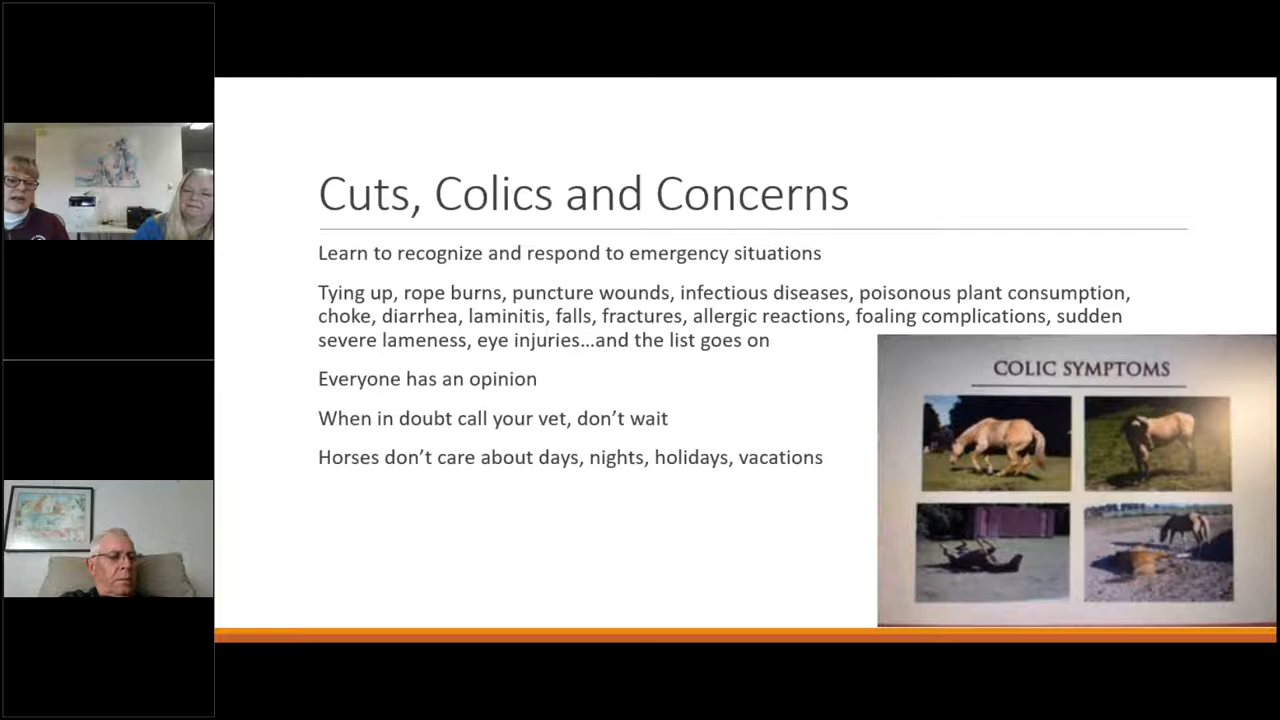 Cuts, Colics and Concerns
Learn to recognize and respond to emergency situations
Tying up, rope burns, puncture wounds, infectious diseases, poisonous plant consumption,
choke, diarrhea, laminitis, falls, fractures, allergic reactions, foaling complications, sudden
severe lameness, eye injuries…and the list goes on
Everyone has an opinion
When in doubt call your vet, don’t wait
Horses don’t care about days, nights, holidays, vacations
COLIC SYMPTOMS